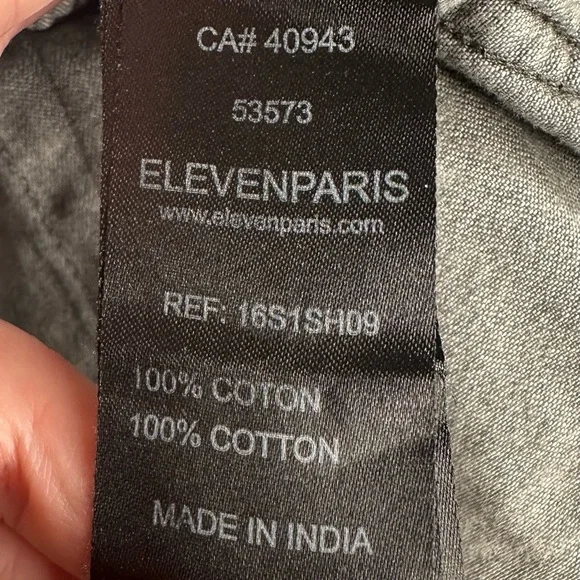 CA# 40943
53573
ELEVENPARIS
www.elevenparis.com
REF: 16S1SH09
100% COTON
100% COTTON
MADE IN INDIA